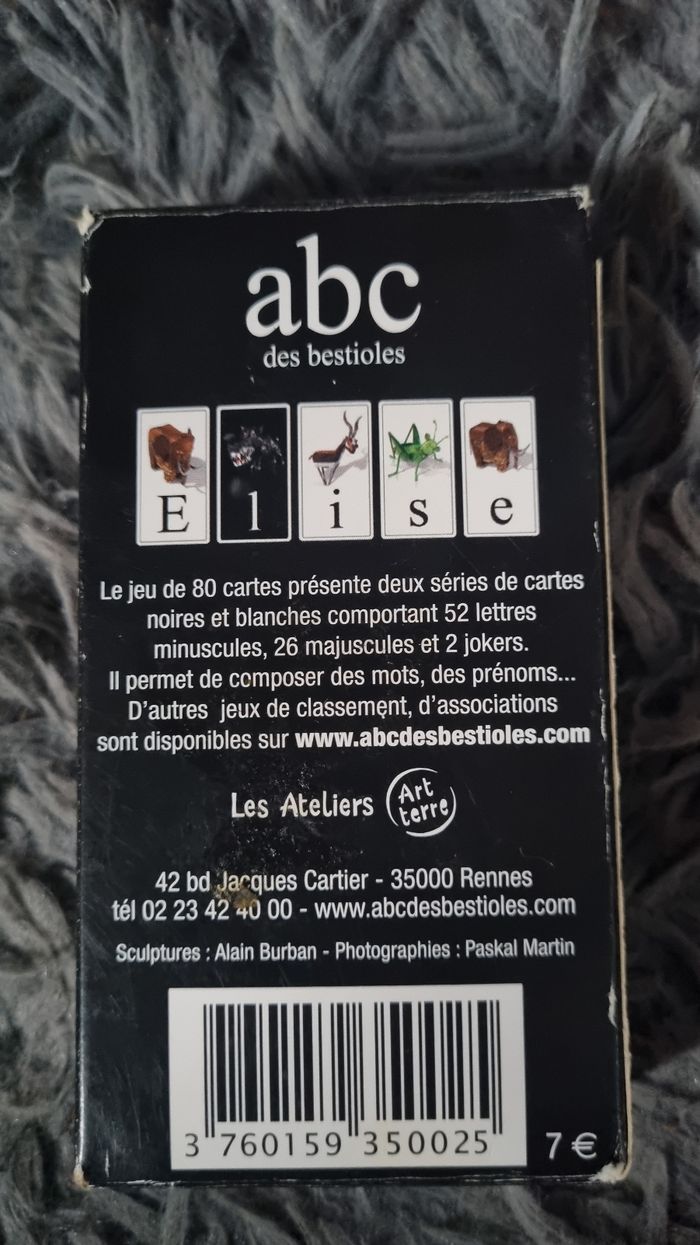 abc
des bestioles
E l i s e
Le jeu de 80 cartes présente deux séries de cartes
noires et blanches comportant 52 lettres
minuscules, 26 majuscules et 2 jokers.
Il permet de composer des mots, des prénoms...
D'autres jeux de classement, d'associations
sont disponibles sur www.abcdesbestioles.com
Les Ateliers Art terre
42 bd Jacques Cartier - 35000 Rennes
tél 02 23 42 40 00 - www.abcdesbestioles.com
Sculptures : Alain Burban - Photographies : Paskal Martin
3 760159 350025 7 €